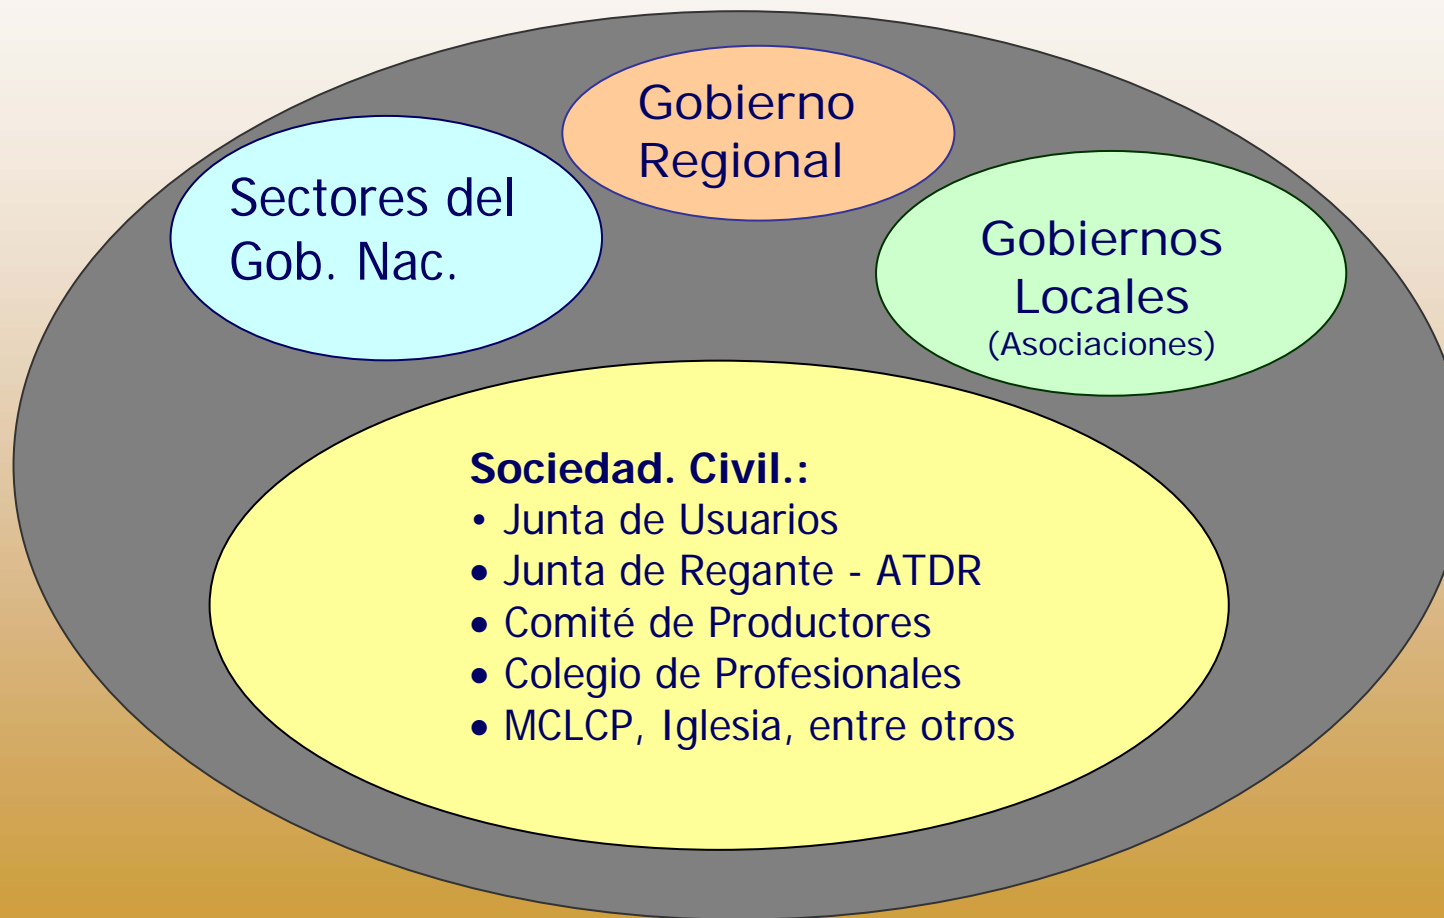 Gobierno
Regional
Sectores del
Gob. Nac.
Gobiernos
Locales
(Asociaciones)
Sociedad. Civil.:
• Junta de Usuarios
• Junta de Regante - ATDR
• Comité de Productores
• Colegio de Profesionales
• MCLCP, Iglesia, entre otros